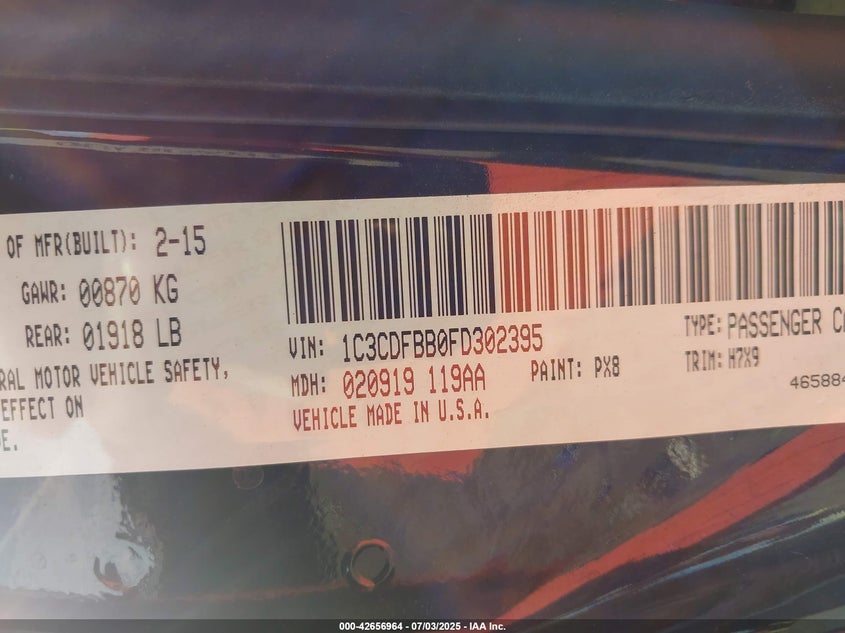 OF MFR(BUILT): 2-15
GAWR: 00870 KG
REAR: 01918 LB
RAL MOTOR VEHICLE SAFETY,
EFFECT ON
E.
VIN: 1C3CDFBB0FD302395
TYPE: PASSENGER
MDH: 020919 119AA
PAINT: PX8
TRIM: H7X9
VEHICLE MADE IN U.S.A.
46588
000-42656964 - 07/03/2025 - IAA Inc.